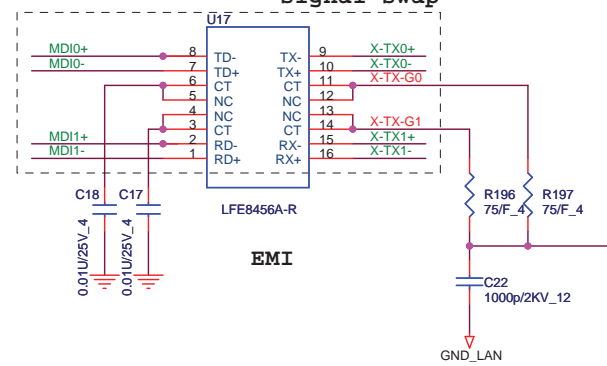 Signal Swap
U17
MDI0+ 8 TD- TX- 9 X-TX0+
MDI0- 7 TD+ TX+ 10 X-TX0-
6 CT CT 11 X-TX-G0
5 NC NC 12
4 NC NC 13
3 CT CT 14 X-TX-G1
MDI1+ 2 RD- RX- 15 X-TX1+
MDI1- 1 RD+ RX+ 16 X-TX1-
C18 C17
R196 R197
75/F_4 75/F_4
LFE8456A-R
0.01U/25V_4
0.01U/25V_4
EMI
C22
1000p/2KV_12
GND_LAN